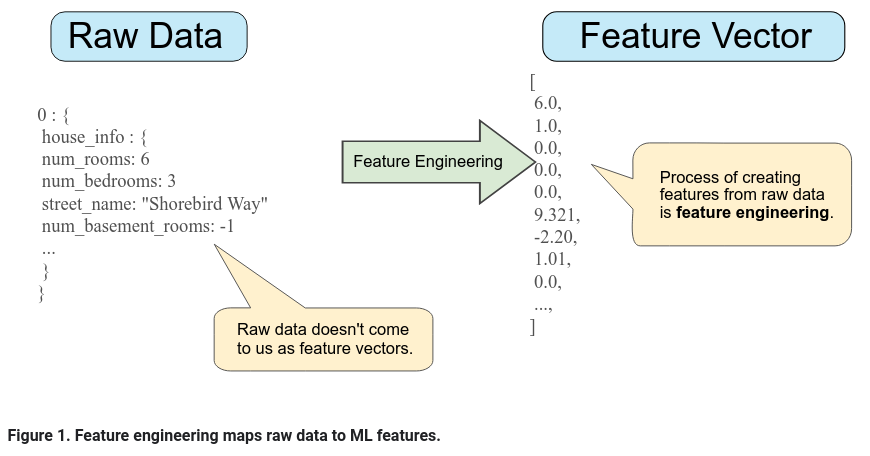 Raw Data
Feature Vector
0 : {
house_info : {
num_rooms: 6
num_bedrooms: 3
street_name: "Shorebird Way"
num_basement_rooms: -1
...
}
}
Raw data doesn't come
to us as feature vectors.
Feature Engineering
[
6.0,
1.0,
0.0,
0.0,
0.0,
9.321,
-2.20,
1.01,
0.0,
...,
]
Process of creating
features from raw data
is feature engineering.
Figure 1. Feature engineering maps raw data to ML features.